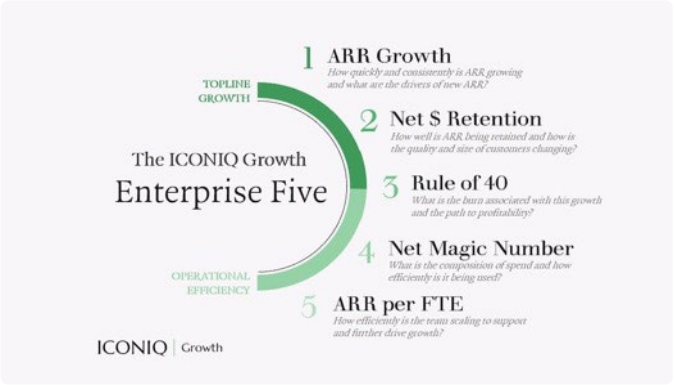 TOPLINE
GROWTH
The ICONIQ Growth
Enterprise Five
OPERATIONAL
EFFICIENCY
1 ARR Growth
How quickly and consistently is ARR growing
and what are the drivers of new ARR?
2 Net $ Retention
How well is ARR being retained and how is
the quality and size of customers changing?
3 Rule of 40
What is the burn associated with this growth
and the path to profitability?
4 Net Magic Number
What is the composition of spend and how
efficiently is it being used?
5 ARR per FTE
How efficiently is the team scaling to support
and further drive growth?
ICONIQ | Growth